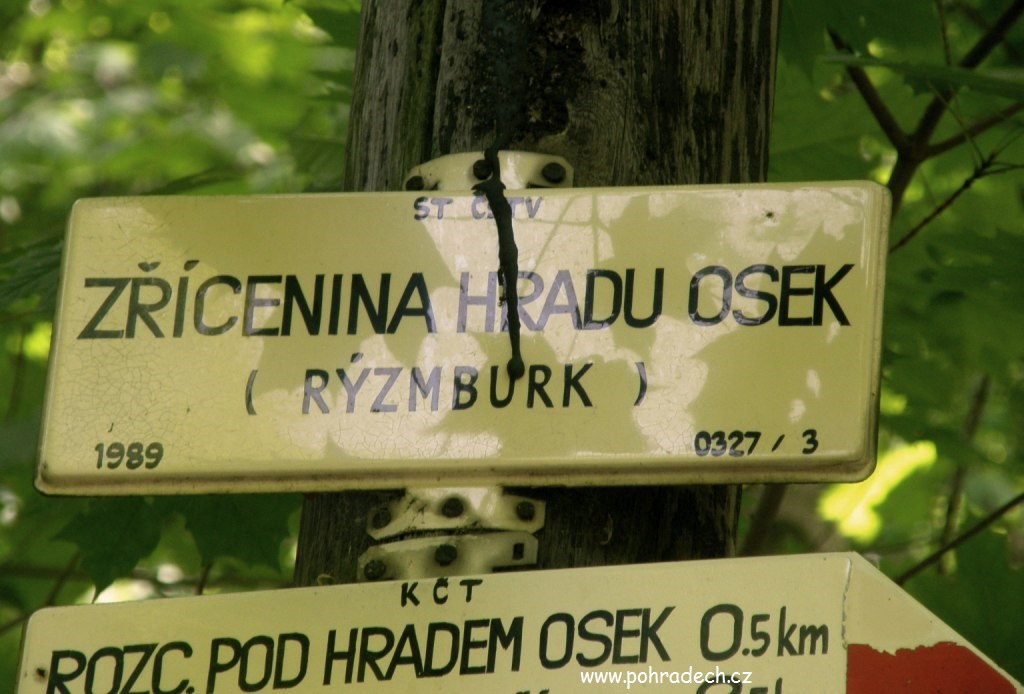 ST ČSTV
ZŘÍCENINA HRADU OSEK
( RÝZMBURK )
1989
0327 / 3
KČT
ROZC. POD HRADEM OSEK 0.5 km
www.pohradech.cz